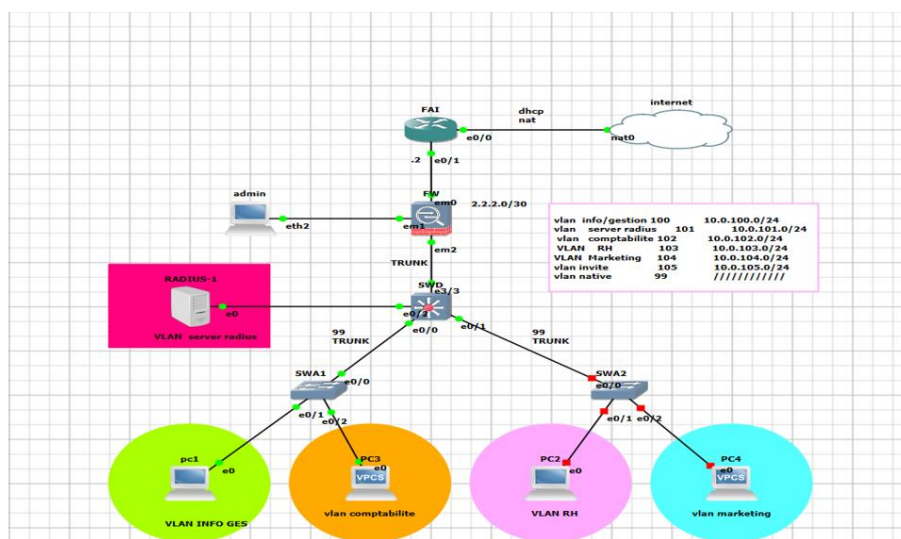 internet
FAI
dhcp
nat
e0/0
nat0
.2
e0/1
admin
FW
em0
2.2.2.0/30
eth2
em1
em2
TRUNK
vlan info/gestion 100 10.0.100.0/24
vlan server radius 101 10.0.101.0/24
vlan comptabilite 102 10.0.102.0/24
VLAN RH 103 10.0.103.0/24
VLAN Marketing 104 10.0.104.0/24
vlan invite 105 10.0.105.0/24
vlan native 99 ////////////
RADIUS-1
SWD
e3/3
e0
e0/2
e0/0
e0/1
VLAN server radius
99
TRUNK
99
TRUNK
SWA1
e0/0
SWA2
e0/0
e0/1
e0/2
e0/1
e0/2
pc1
e0
PC3
e0
VPCS
PC2
e0
PC4
e0
VPCS
VLAN INFO GES
vlan comptabilite
VLAN RH
vlan marketing